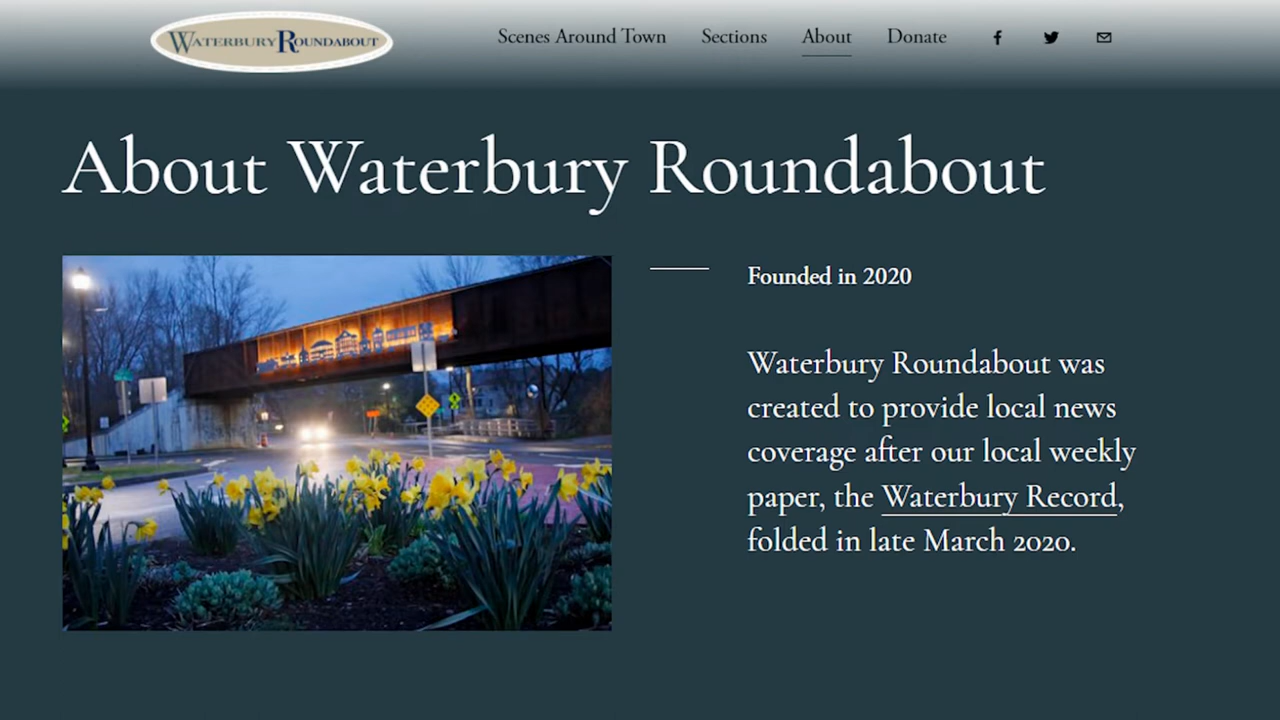 WATERBURY ROUNDABOUT
Scenes Around Town
Sections
About
Donate
About Waterbury Roundabout
Founded in 2020
Waterbury Roundabout was
created to provide local news
coverage after our local weekly
paper, the Waterbury Record,
folded in late March 2020.